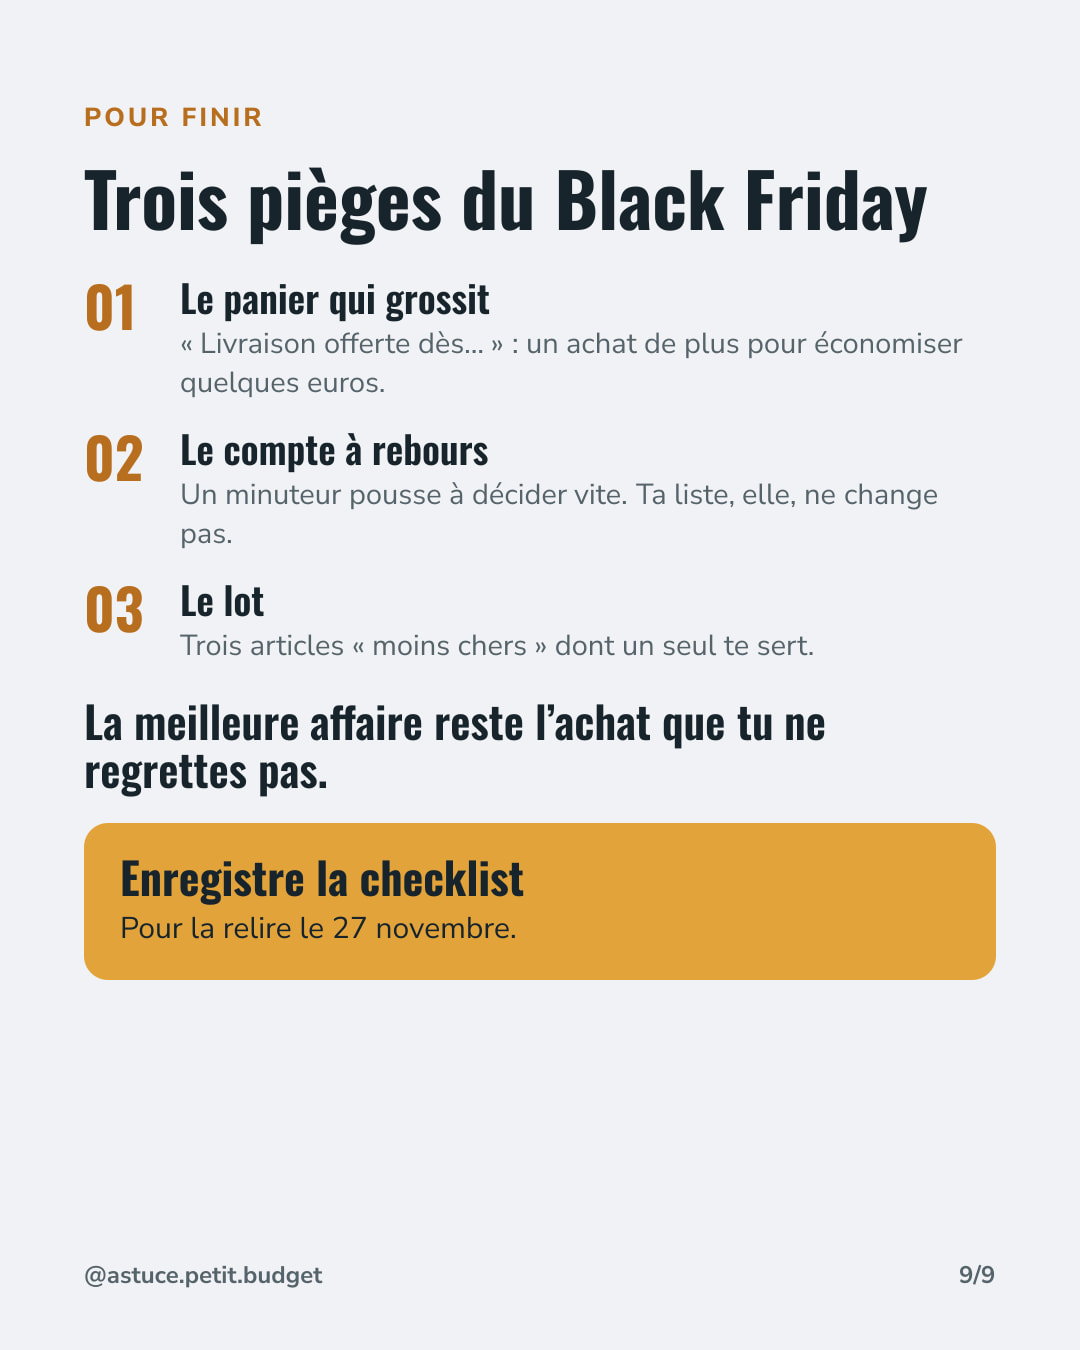 POUR FINIR
Trois pièges du Black Friday
01
Le panier qui grossit
« Livraison offerte dès… » : un achat de plus pour économiser
quelques euros.
02
Le compte à rebours
Un minuteur pousse à décider vite. Ta liste, elle, ne change
pas.
03
Le lot
Trois articles « moins chers » dont un seul te sert.
La meilleure affaire reste l’achat que tu ne
regrettes pas.
Enregistre la checklist
Pour la relire le 27 novembre.
@astuce.petit.budget
9/9